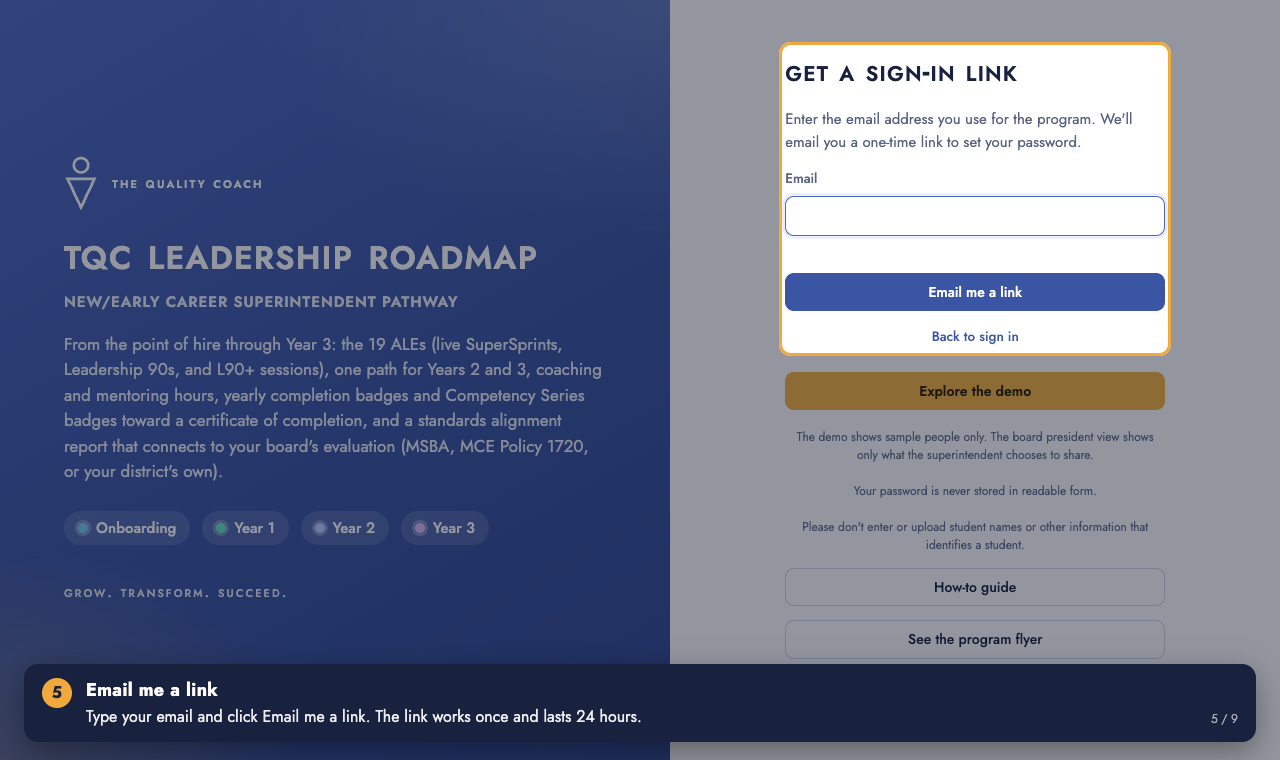 THE QUALITY COACH
TQC LEADERSHIP ROADMAP
NEW/EARLY CAREER SUPERINTENDENT PATHWAY
From the point of hire through Year 3: the 19 ALEs (live SuperSprints,
Leadership 90s, and L90+ sessions), one path for Years 2 and 3, coaching
and mentoring hours, yearly completion badges and Competency Series
badges toward a certificate of completion, and a standards alignment
report that connects to your board's evaluation (MSBA, MCE Policy 1720,
or your district's own).
Onboarding
Year 1
Year 2
Year 3
GROW. TRANSFORM. SUCCEED.
GET A SIGN-IN LINK
Enter the email address you use for the program. We'll
email you a one-time link to set your password.
Email
Email me a link
Back to sign in
Explore the demo
The demo shows sample people only. The board president view shows
only what the superintendent chooses to share.
Your password is never stored in readable form.
Please don't enter or upload student names or other information that
identifies a student.
How-to guide
See the program flyer
5
Email me a link
Type your email and click Email me a link. The link works once and lasts 24 hours.
5 / 9